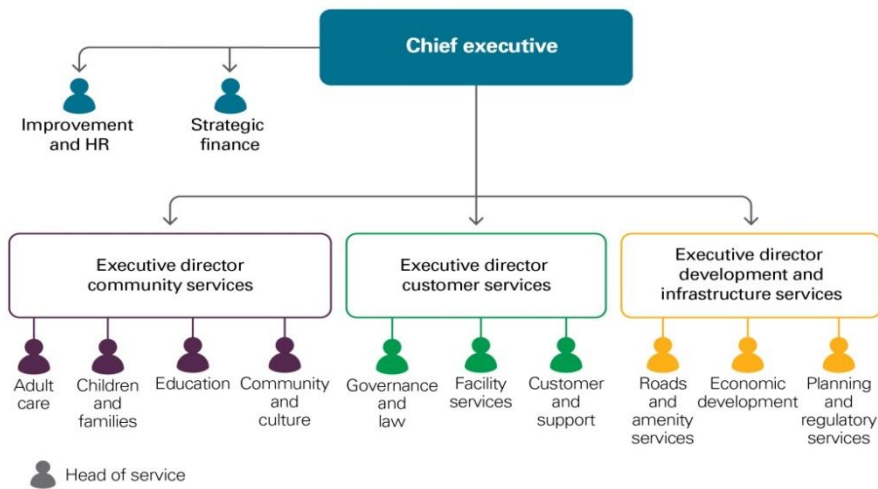 Chief executive
Improvement
and HR
Strategic
finance
Executive director
community services
Executive director
customer services
Executive director
development and
infrastructure services
Adult
care
Children
and
families
Education
Community
and
culture
Governance
and
law
Facility
services
Customer
and
support
Roads
and
amenity
services
Economic
development
Planning
and
regulatory
services
Head of service